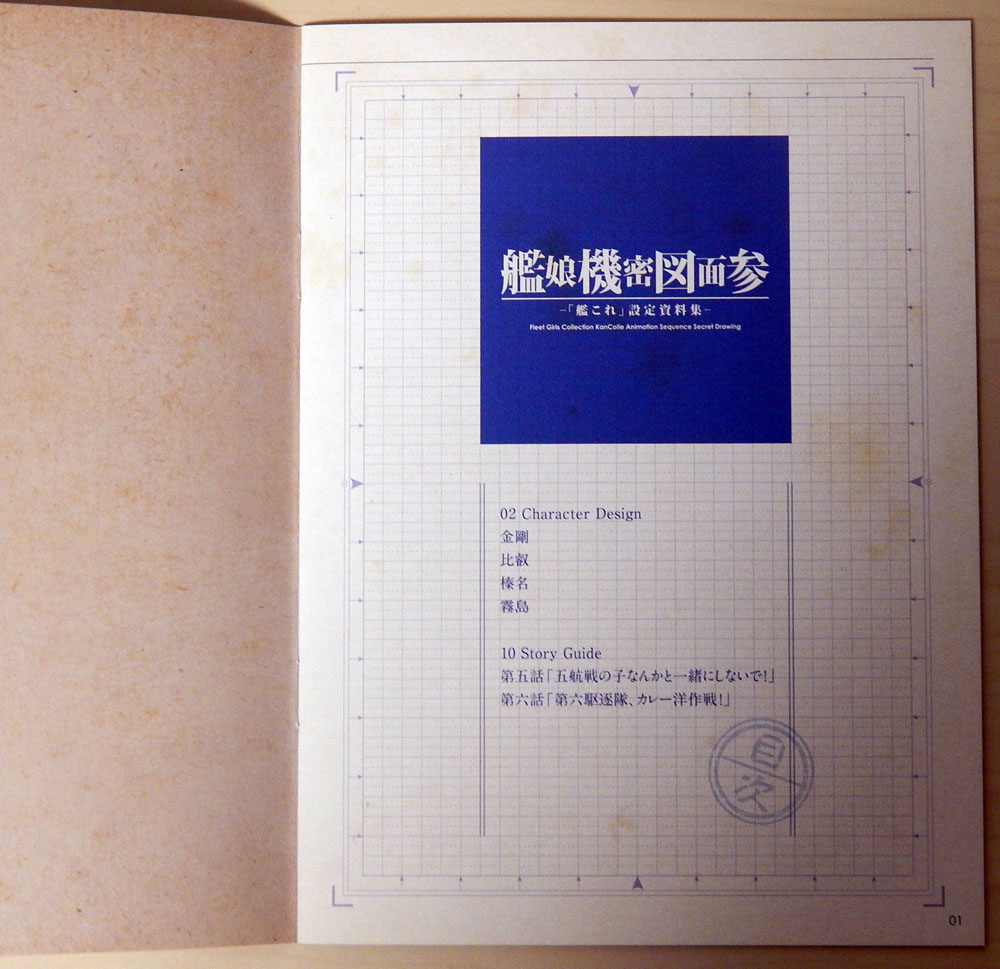 艦娘機密図面参
-「艦これ」設定資料集-
Fleet Girls Collection KanColle Animation Sequence Secret Drawing
02 Character Design
金剛
比叡
榛名
霧島
10 Story Guide
第五話「五航戦の子なんかと一緒にしないで!」
第六話「第六駆逐隊、カレー洋作戦!」
目次
01